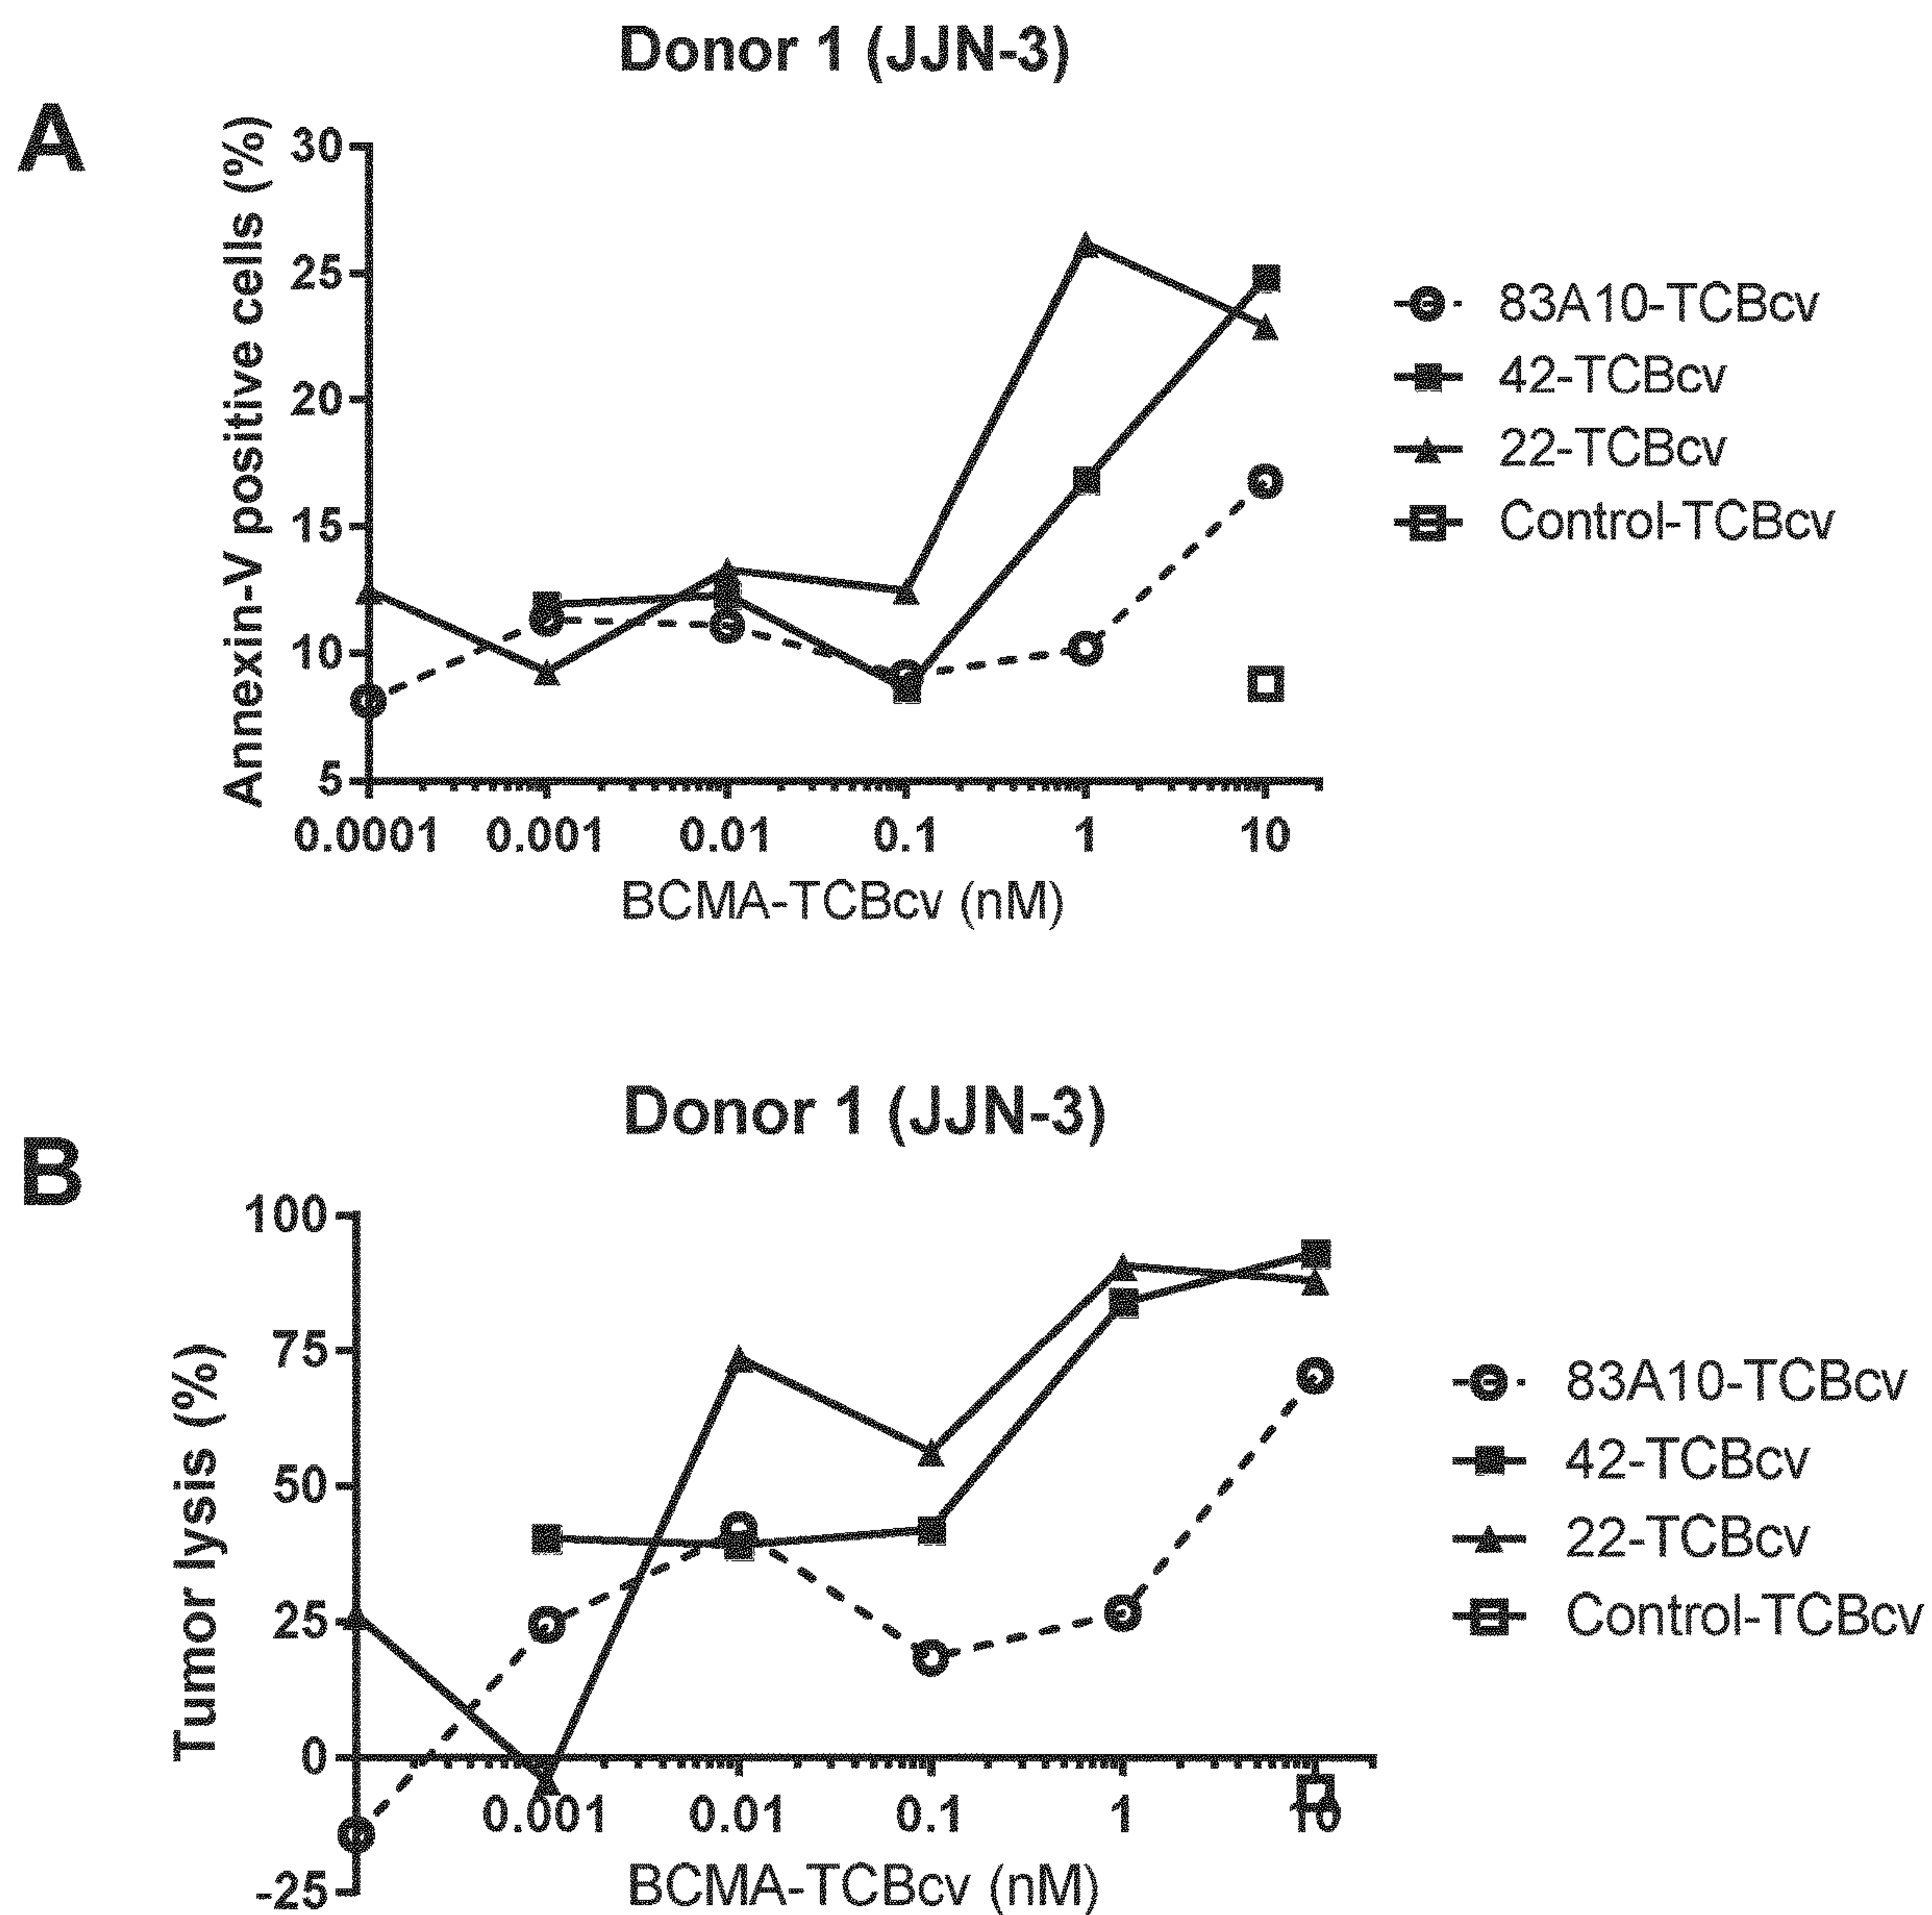 Donor 1 (JJN-3)
A
Annexin-V positive cells (%)
30
25
20
15
10
5
0.0001 0.001 0.01 0.1 1 10
BCMA-TCBcv (nM)
83A10-TCBcv
42-TCBcv
22-TCBcv
Control-TCBcv
Donor 1 (JJN-3)
B
Tumor lysis (%)
100
75
50
25
0
-25
0.001 0.01 0.1 1 10
BCMA-TCBcv (nM)
83A10-TCBcv
42-TCBcv
22-TCBcv
Control-TCBcv